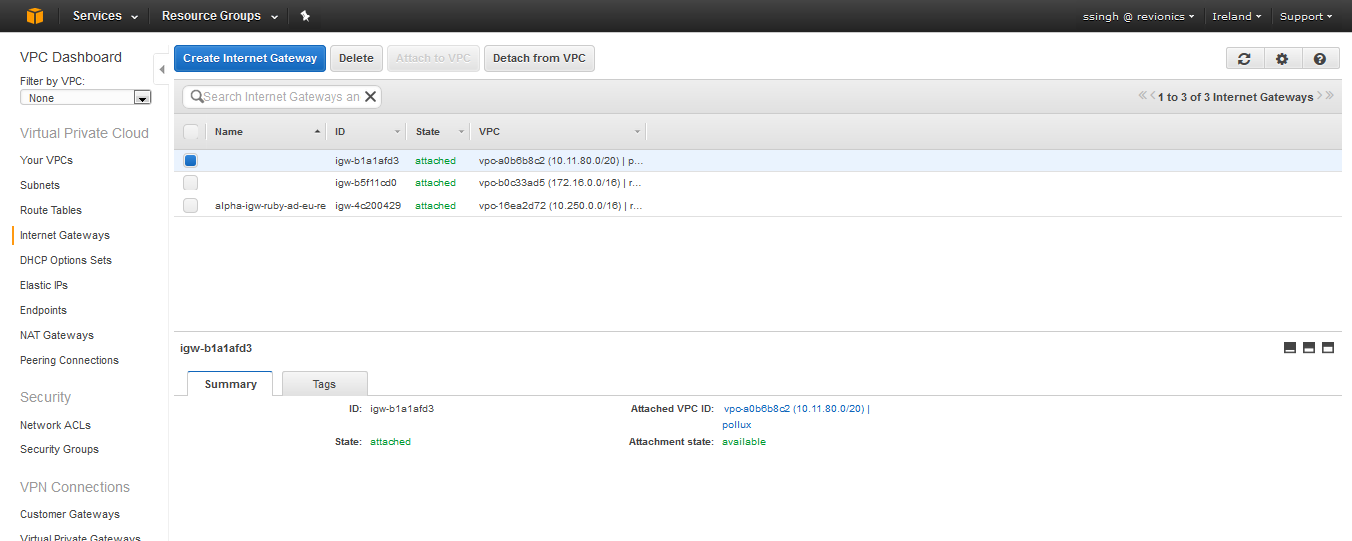 Services Resource Groups ssingh @ revionics Ireland Support
VPC Dashboard
Filter by VPC:
None
Virtual Private Cloud
Your VPCs
Subnets
Route Tables
Internet Gateways
DHCP Options Sets
Elastic IPs
Endpoints
NAT Gateways
Peering Connections
Security
Network ACLs
Security Groups
VPN Connections
Customer Gateways
Virtual Private Gateways
Create Internet Gateway Delete Attach to VPC Detach from VPC
Search Internet Gateways an 1 to 3 of 3 Internet Gateways
Name ID State VPC
igw-b1a1afd3 attached vpc-a0b6b8c2 (10.11.80.0/20) | p...
igw-b5f11cd0 attached vpc-b0c33ad5 (172.16.0.0/16) | r...
alpha-igw-ruby-ad-eu-re igw-4c200429 attached vpc-16ea2d72 (10.250.0.0/16) | r...
igw-b1a1afd3
Summary Tags
ID: igw-b1a1afd3 Attached VPC ID: vpc-a0b6b8c2 (10.11.80.0/20) |
pollux
State: attached Attachment state: available